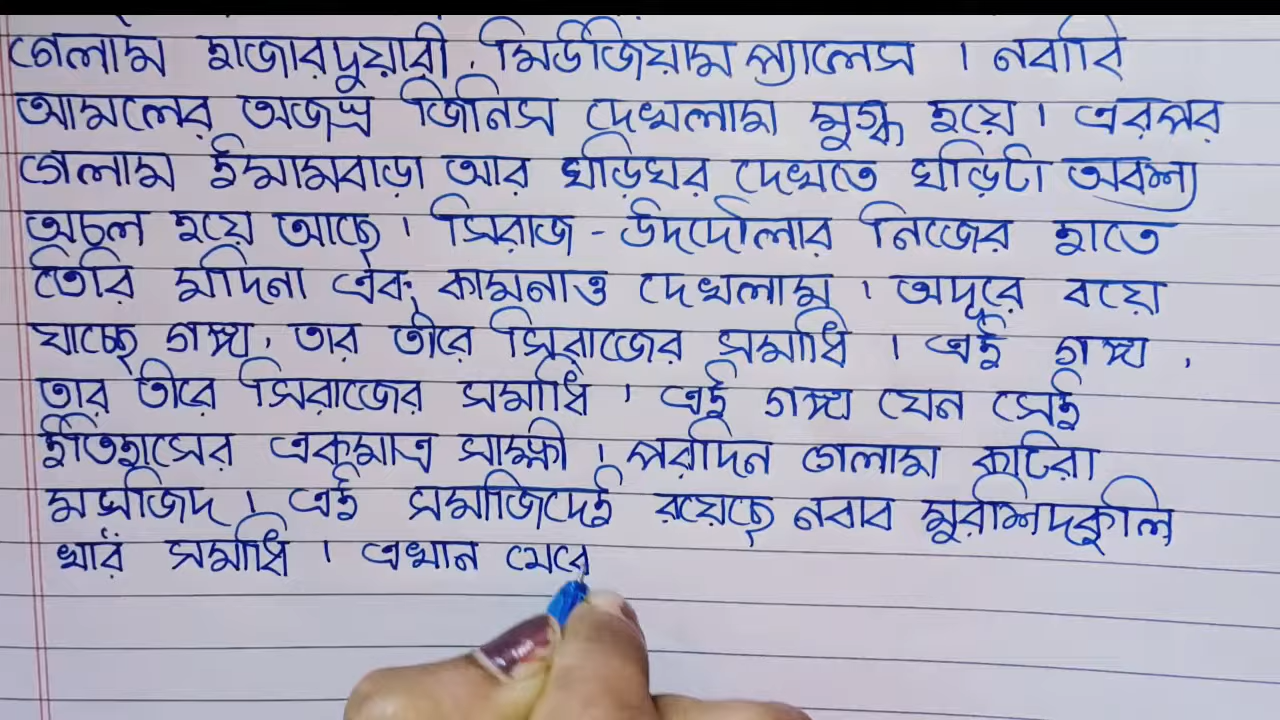 গেলাম হাজারদুয়ারী, মিউজিয়াম প্যালেস । নবাবি
আমলের অজস্র জিনিস দেখলাম মুগ্ধ হয়ে। এরপর
গেলাম ইমামবাড়া আর ঘড়িঘর দেখতে ঘড়িটা অবশ্য
অচল হয়ে আছে। সিরাজ - উদদৌলার নিজের হাতে
তৈরি মদিনা এবং কামনাও দেখলাম । অদূরে বয়ে
যাচ্ছে গঙ্গা, তার তীরে সিরাজের সমাধি । এই গঙ্গা,
তার তীরে সিরাজের সমাধি । এই গঙ্গা যেন সেই
ইতিহাসের একমাত্র সাক্ষী । পরদিন গেলাম কাটরা
মসজিদ । এই সমজিদেই রয়েছে নবাব মুরশিদকুলি
খাঁর সমাধি । এখান